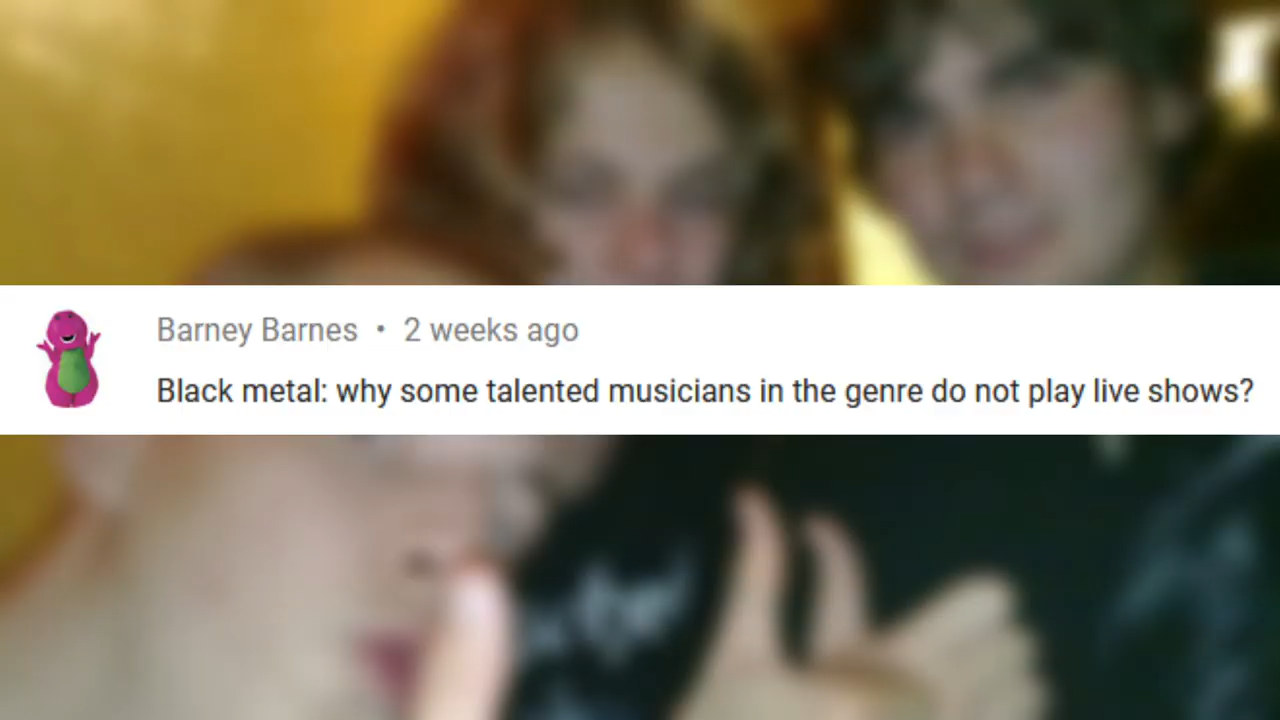 Barney Barnes • 2 weeks ago
Black metal: why some talented musicians in the genre do not play live shows?